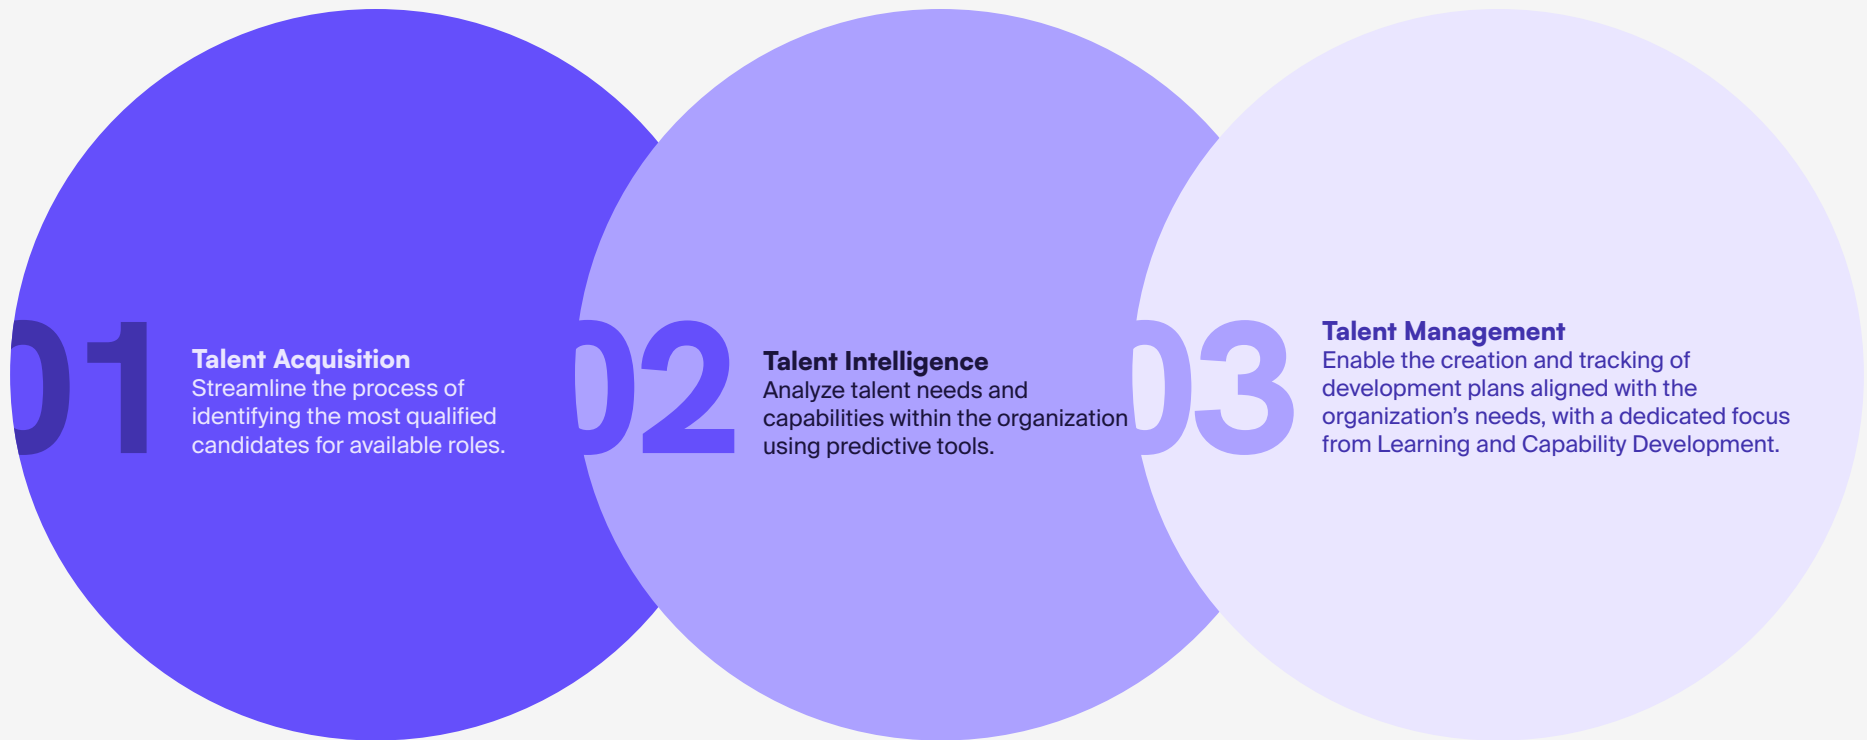 01
Talent Acquisition
Streamline the process of
identifying the most qualified
candidates for available roles.
02
Talent Intelligence
Analyze talent needs and
capabilities within the organization
using predictive tools.
03
Talent Management
Enable the creation and tracking of
development plans aligned with the
organization’s needs, with a dedicated focus
from Learning and Capability Development.